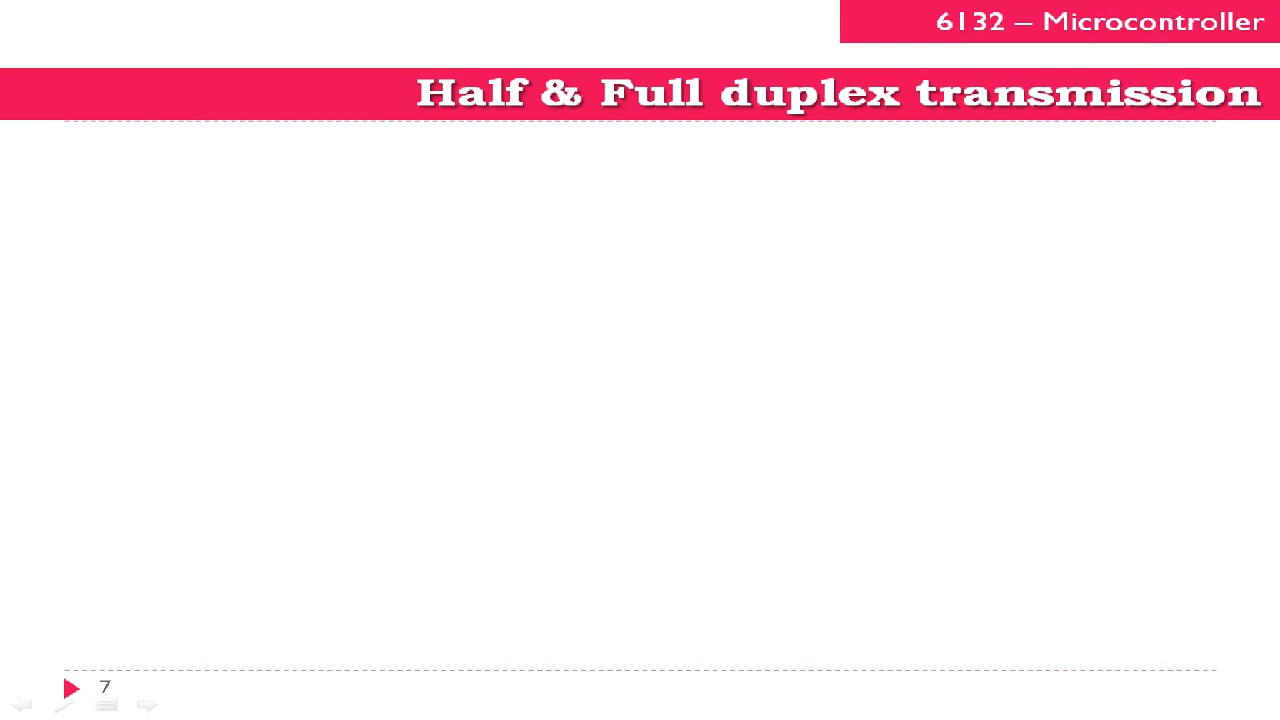 6132 – Microcontroller
Half & Full duplex transmission
7